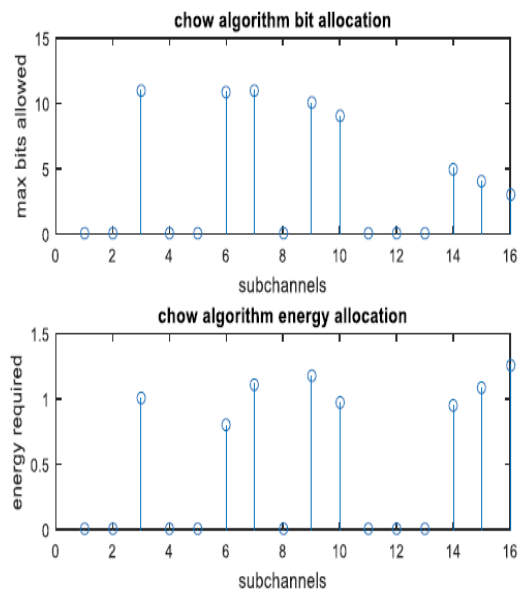 chow algorithm bit allocation
15
10
5
0
max bits allowed
0 2 4 6 8 10 12 14 16
subchannels
chow algorithm energy allocation
1.5
1
0.5
0
energy required
0 2 4 6 8 10 12 14 16
subchannels